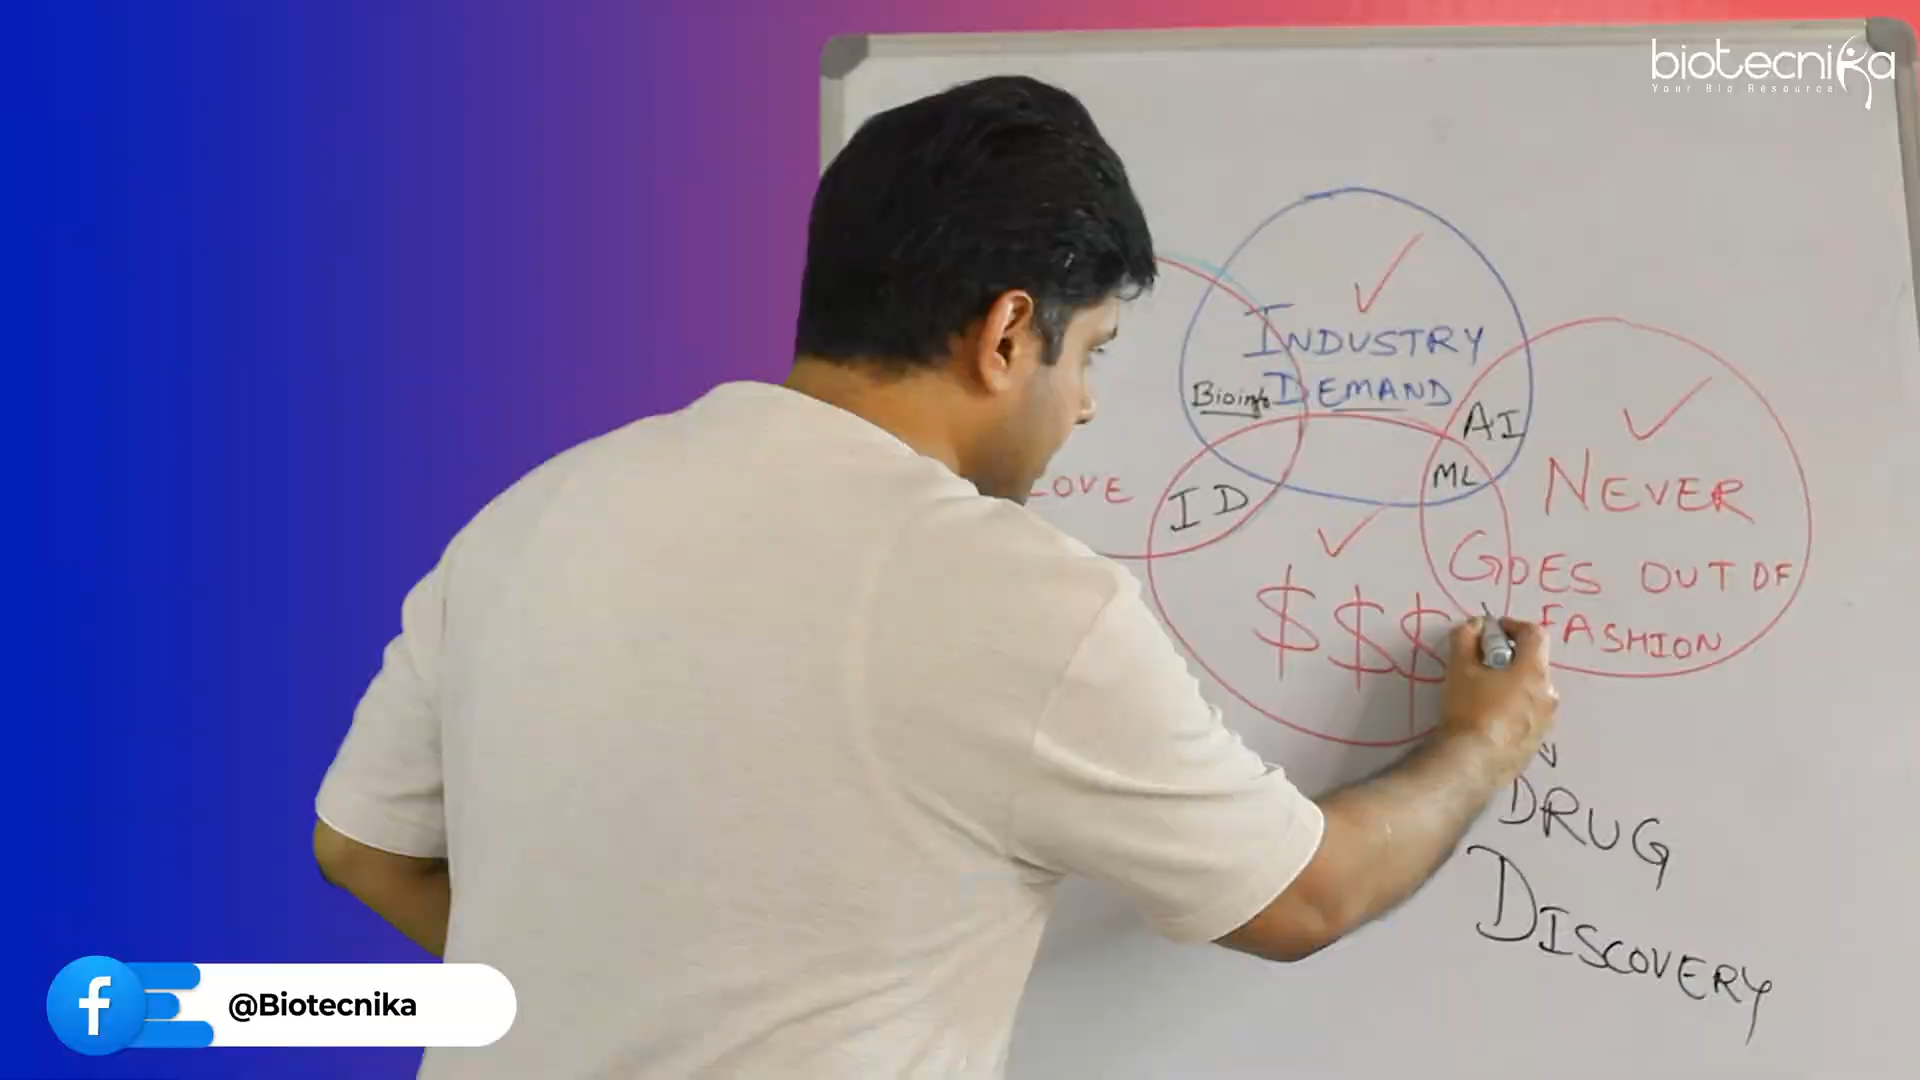 biotecnika
Your Bio Resource
INDUSTRY
DEMAND
Bioinfo
AI
ML
LOVE
ID
NEVER
GOES OUT OF
FASHION
$$$
DRUG
DISCOVERY
@Biotecnika